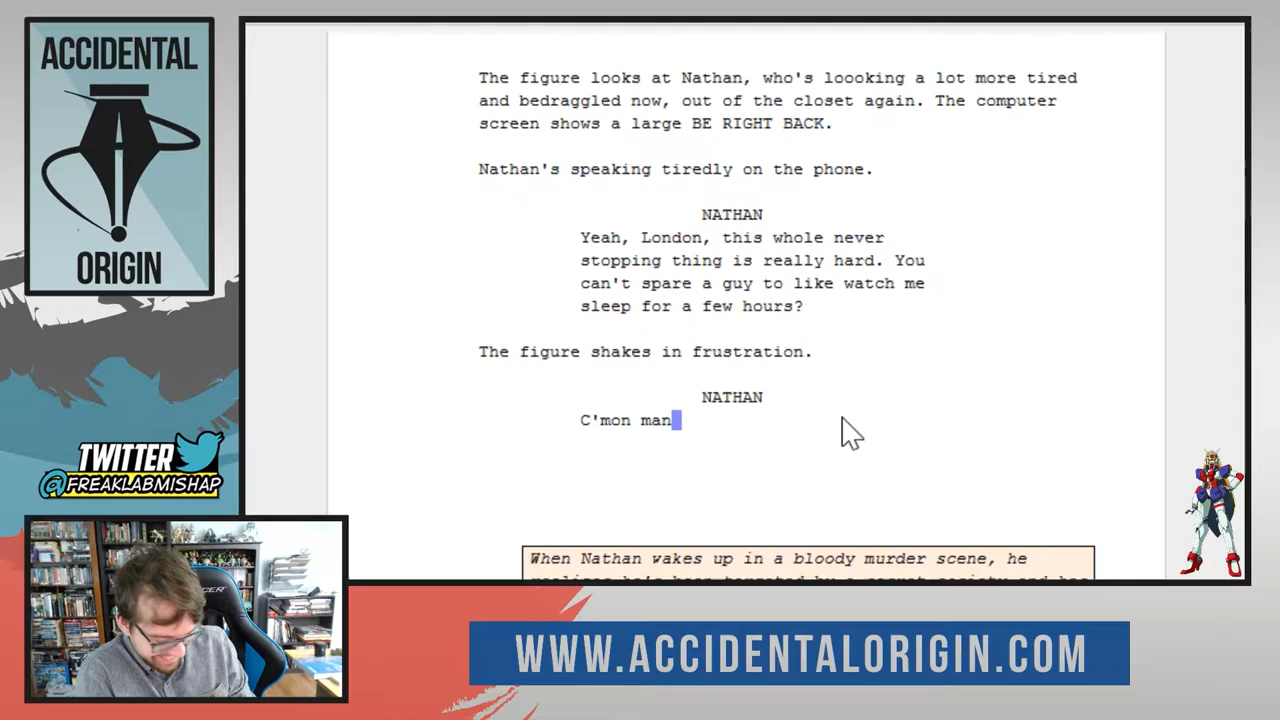 ACCIDENTAL
ORIGIN
The figure looks at Nathan, who's loooking a lot more tired
and bedraggled now, out of the closet again. The computer
screen shows a large BE RIGHT BACK.
Nathan's speaking tiredly on the phone.
NATHAN
Yeah, London, this whole never
stopping thing is really hard. You
can't spare a guy to like watch me
sleep for a few hours?
The figure shakes in frustration.
NATHAN
C'mon man
When Nathan wakes up in a bloody murder scene, he
TWITTER
@FREAKLABMISHAP
WWW.ACCIDENTALORIGIN.COM